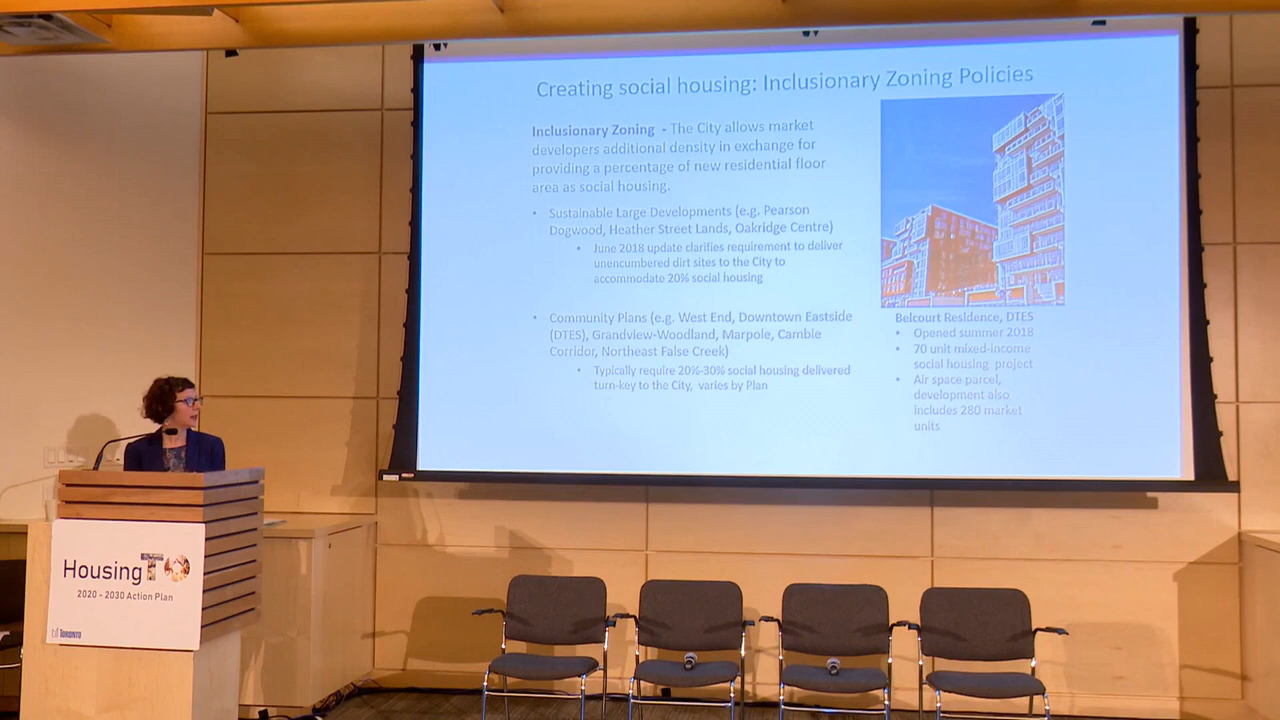 Creating social housing: Inclusionary Zoning Policies
Inclusionary Zoning - The City allows market
developers additional density in exchange for
providing a percentage of new residential floor
area as social housing.
• Sustainable Large Developments (e.g. Pearson
Dogwood, Heather Street Lands, Oakridge Centre)
• June 2018 update clarifies requirement to deliver
unencumbered dirt sites to the City to
accommodate 20% social housing
• Community Plans (e.g. West End, Downtown Eastside
(DTES), Grandview-Woodland, Marpole, Cambie
Corridor, Northeast False Creek)
• Typically require 20%-30% social housing delivered
turn-key to the City, varies by Plan
Belcourt Residence, DTES
• Opened summer 2018
• 70 unit mixed-income
social housing project
• Air space parcel,
development also
includes 280 market
units
HousingTO
2020 - 2030 Action Plan
TORONTO